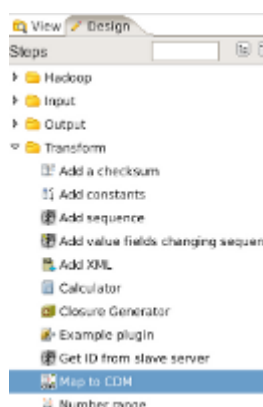 View Design
Steps
Hadoop
Input
Output
Transform
Add a checksum
Add constants
Add sequence
Add value fields changing sequen
Add XML
Calculator
Closure Generator
Example plugin
Get ID from slave server
Map to CDM
Number range